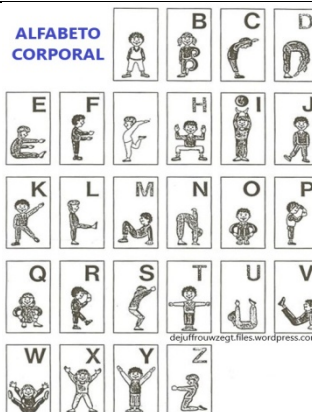 ALFABETO
CORPORAL
B
C
D
E
F
H
I
J
K
L
M
N
O
P
Q
R
S
T
U
V
dejuffrouwzegt.files.wordpress.com
W
X
Y
Z